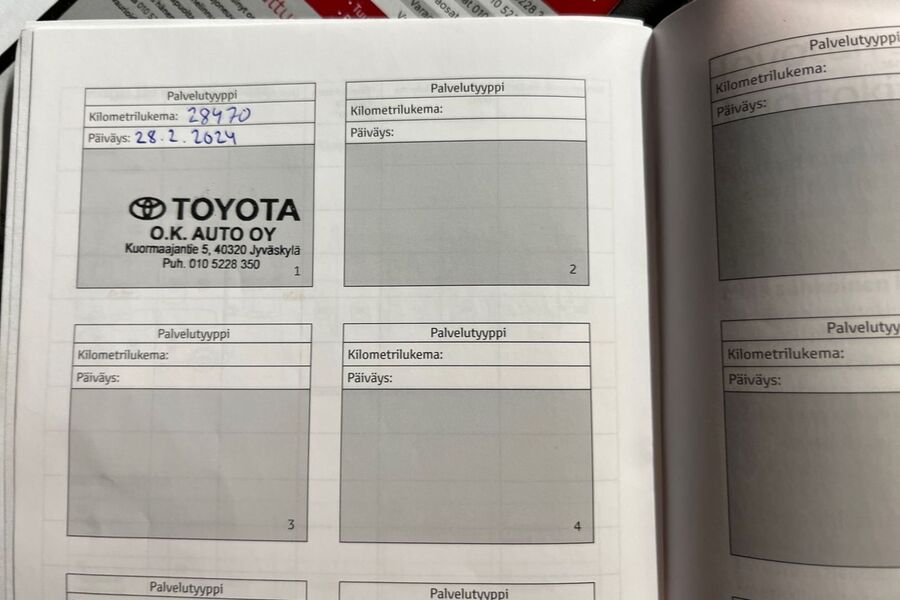 Palvelutyyppi
Kilometrilukema: 28470
Päiväys: 28.2.2024
TOYOTA
O.K. AUTO OY
Kuormaajantie 5, 40320 Jyväskylä
Puh. 010 5228 350
1
Palvelutyyppi
Kilometrilukema:
Päiväys:
2
Palvelutyyppi
Kilometrilukema:
Päiväys:
3
Palvelutyyppi
Kilometrilukema:
Päiväys:
4
Palvelutyyppi
Palvelutyyppi
Palvelutyyppi
Kilometrilukema:
Päiväys:
Kilometrilukema:
Päiväys: